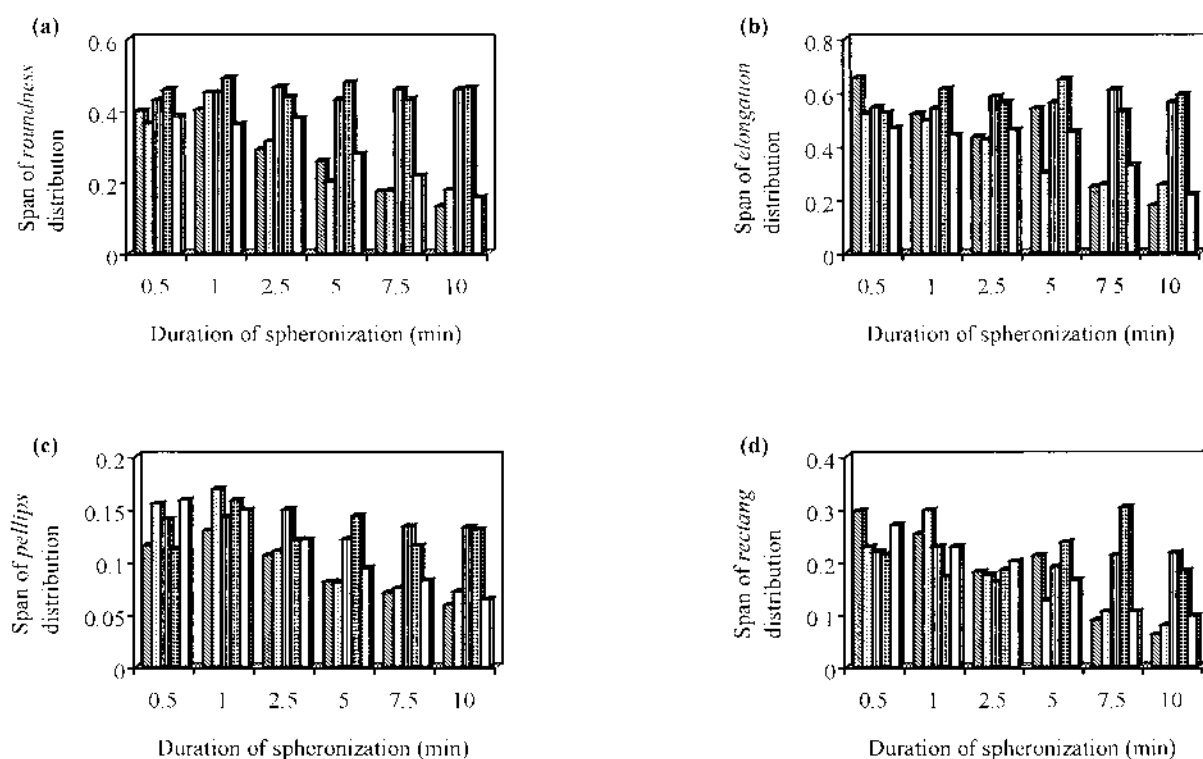 (a)
Span of roundness
distribution
0.6
0.4
0.2
0
0.5 1 2.5 5 7.5 10
Duration of spheronization (min)
(b)
Span of elongation
distribution
0.8
0.6
0.4
0.2
0
0.5 1 2.5 5 7.5 10
Duration of spheronization (min)
(c)
Span of pellips
distribution
0.2
0.15
0.1
0.05
0
0.5 1 2.5 5 7.5 10
Duration of spheronization (min)
(d)
Span of rectang
distribution
0.4
0.3
0.2
0.1
0
0.5 1 2.5 5 7.5 10
Duration of spheronization (min)